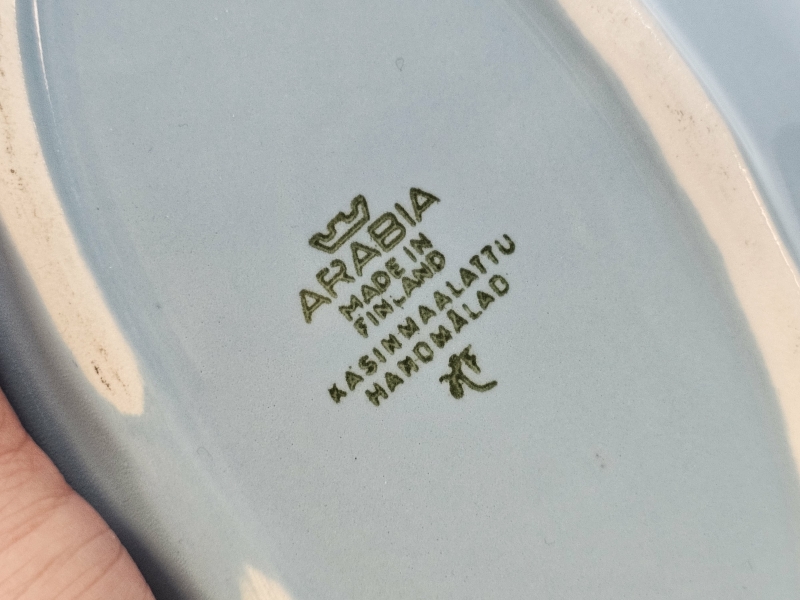 ARABIA
MADE IN
FINLAND
KÄSINMAALATTU
HANDMÅLAD